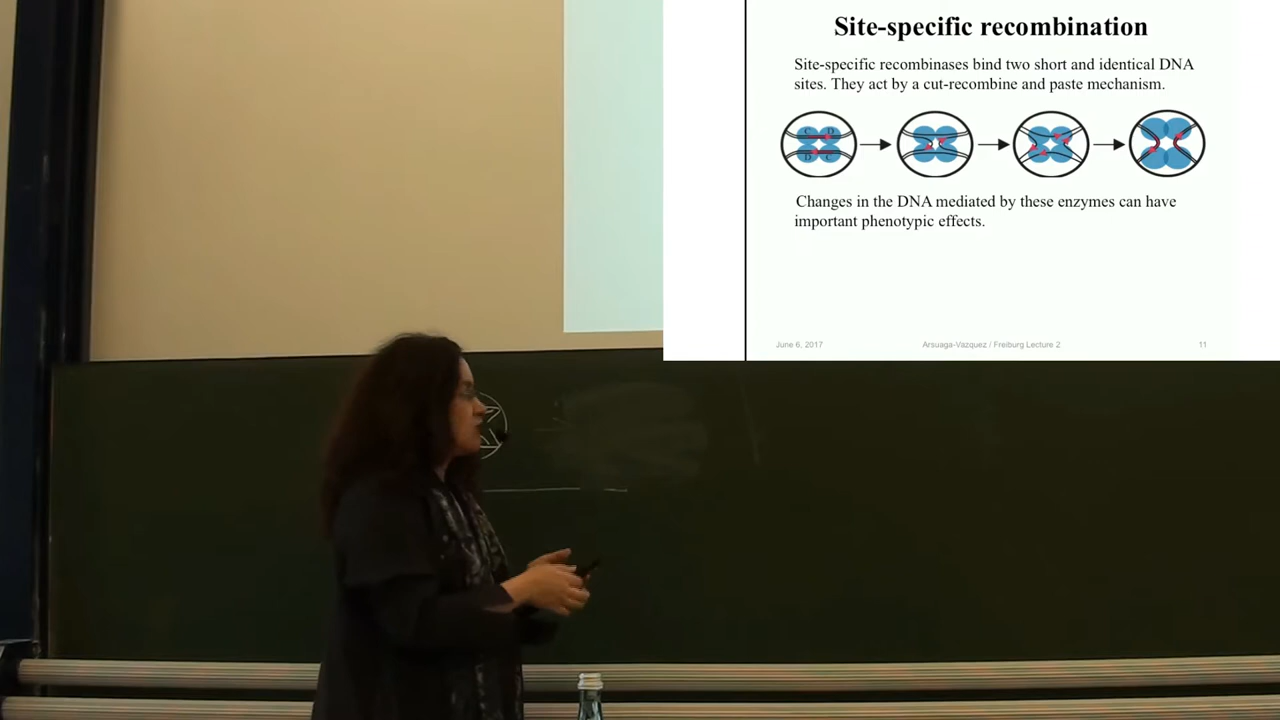 Site-specific recombination
Site-specific recombinases bind two short and identical DNA
sites. They act by a cut-recombine and paste mechanism.
C D
D C
Changes in the DNA mediated by these enzymes can have
important phenotypic effects.
June 6, 2017 Arsuaga-Vazquez / Freiburg Lecture 2 11